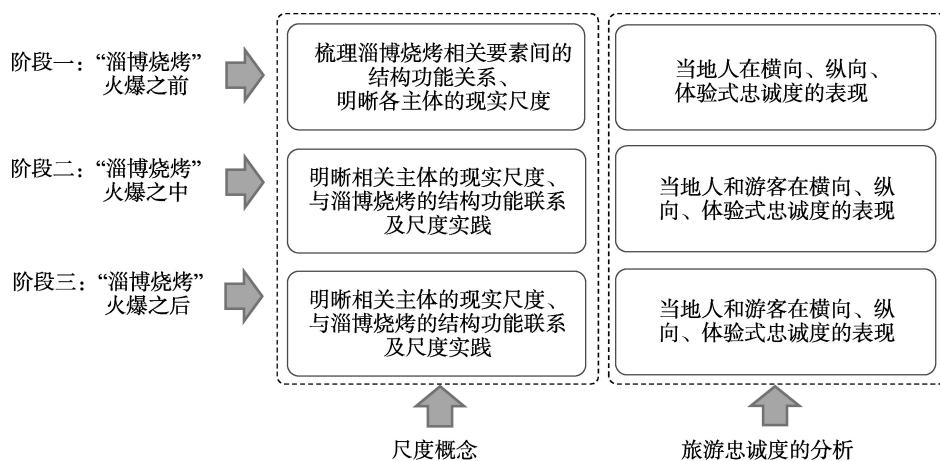 阶段一：“淄博烧烤”
火爆之前
梳理淄博烧烤相关要素间的
结构功能关系、
明晰各主体的现实尺度
当地人在横向、纵向、
体验式忠诚度的表现
阶段二：“淄博烧烤”
火爆之中
明晰相关主体的现实尺度、
与淄博烧烤的结构功能联系
及尺度实践
当地人和游客在横向、纵
向、体验式忠诚度的表现
阶段三：“淄博烧烤”
火爆之后
明晰相关主体的现实尺度、
与淄博烧烤的结构功能联系
及尺度实践
当地人和游客在横向、纵
向、体验式忠诚度的表现
尺度概念
旅游忠诚度的分析